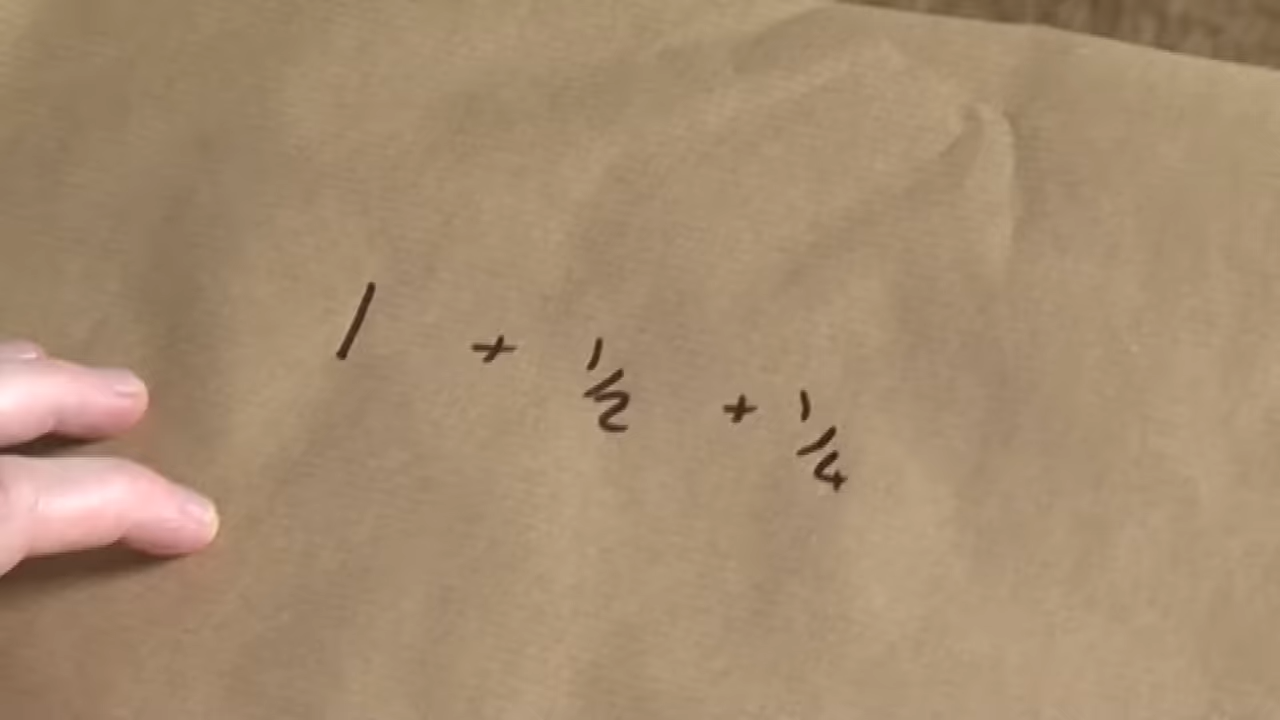 1 + 1/2 + 1/4